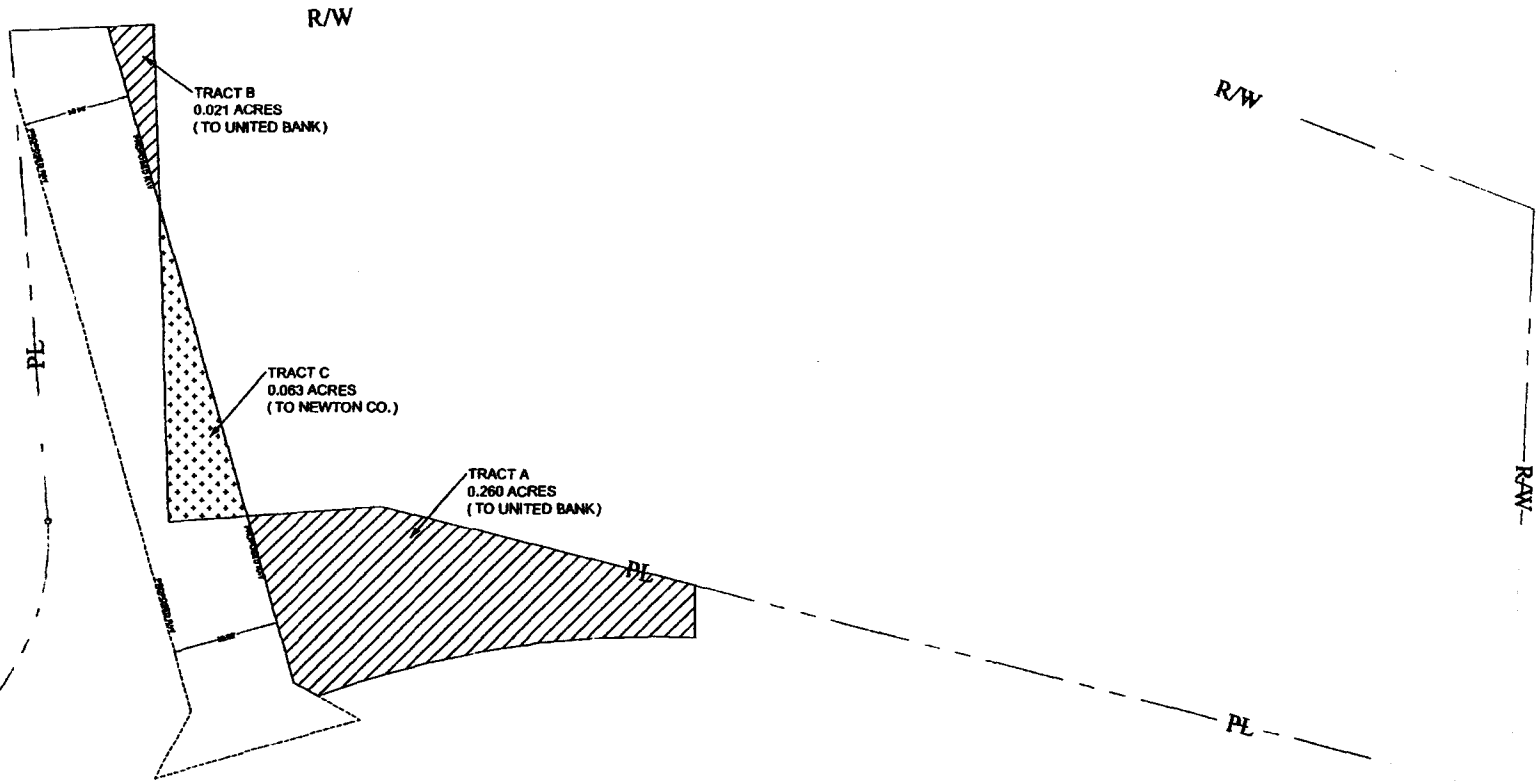 R/W
R/W
TRACT B
0.021 ACRES
( TO UNITED BANK )
PL
TRACT C
0.063 ACRES
( TO NEWTON CO. )
TRACT A
0.260 ACRES
( TO UNITED BANK )
R/W
PL
PL